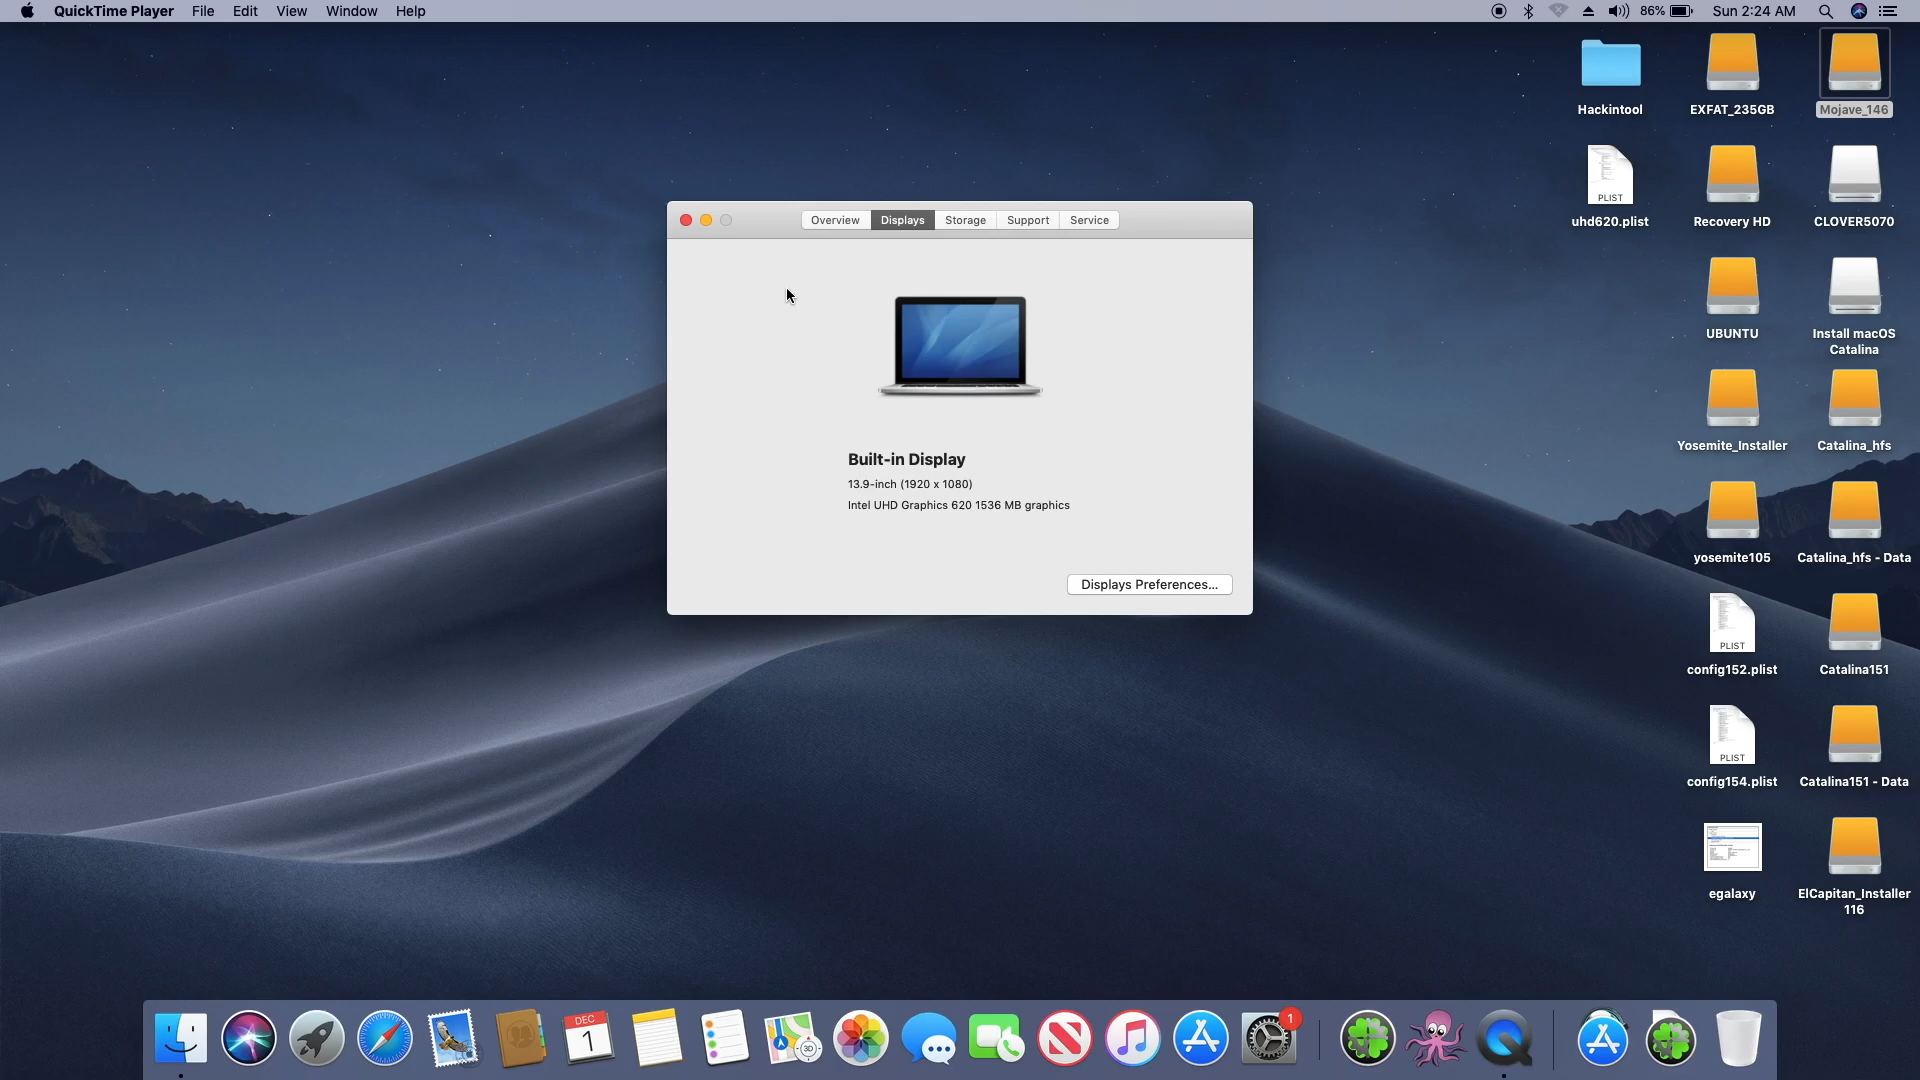 QuickTime Player File Edit View Window Help
86% Sun 2:24 AM
Hackintool
EXFAT_235GB
Mojave_146
PLIST
uhd620.plist
Recovery HD
CLOVER5070
UBUNTU
Install macOS
Catalina
Yosemite_Installer
Catalina_hfs
yosemite105
Catalina_hfs - Data
PLIST
config152.plist
Catalina151
PLIST
config154.plist
Catalina151 - Data
egalaxy
ElCapitan_Installer
116
Overview Displays Storage Support Service
Built-in Display
13.9-inch (1920 x 1080)
Intel UHD Graphics 620 1536 MB graphics
Displays Preferences...
DEC
1
3D
1